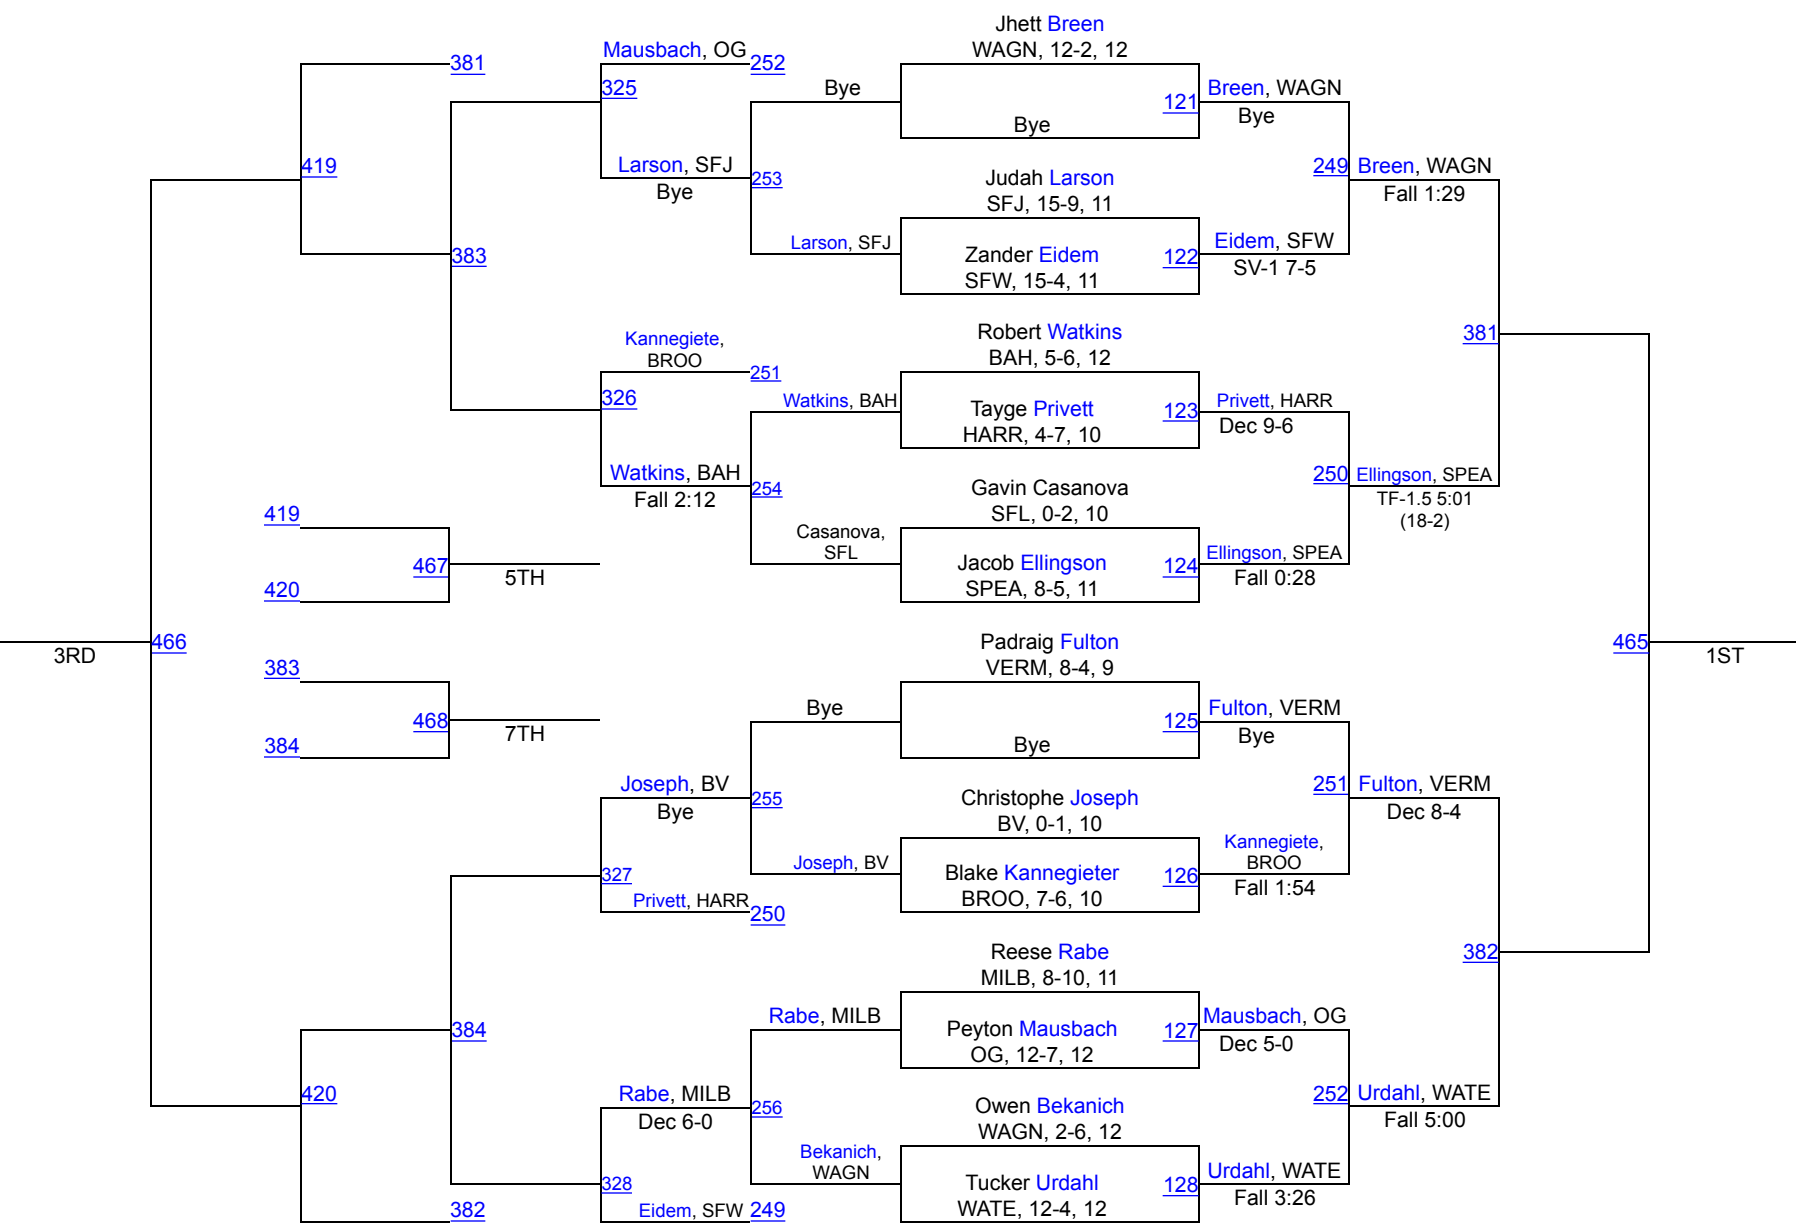 Jhett Breen
WAGN, 12-2, 12
Mausbach, OG
252
381
325
Bye
121
Breen, WAGN
Bye
Bye
419
Larson, SFJ
Bye
253
Judah Larson
SFJ, 15-9, 11
249
Breen, WAGN
Fall 1:29
383
Larson, SFJ
Zander Eidem
SFW, 15-4, 11
122
Eidem, SFW
SV-1 7-5
Kannegiete,
BROO
251
Robert Watkins
BAH, 5-6, 12
381
326
Watkins, BAH
Tayge Privett
HARR, 4-7, 10
123
Privett, HARR
Dec 9-6
Watkins, BAH
Fall 2:12
254
Gavin Casanova
SFL, 0-2, 10
250
Ellingson, SPEA
TF-1.5 5:01
(18-2)
419
Casanova,
SFL
Jacob Ellingson
SPEA, 8-5, 11
124
Ellingson, SPEA
Fall 0:28
467
5TH
420
3RD
466
Padraig Fulton
VERM, 8-4, 9
465
1ST
383
468
7TH
384
Bye
125
Fulton, VERM
Bye
Bye
Joseph, BV
Bye
255
Christophe Joseph
BV, 0-1, 10
251
Fulton, VERM
Dec 8-4
327
Joseph, BV
Blake Kannegieter
BROO, 7-6, 10
126
Kannegiete,
BROO
Fall 1:54
Privett, HARR
250
Reese Rabe
MILB, 8-10, 11
382
384
Rabe, MILB
Peyton Mausbach
OG, 12-7, 12
127
Mausbach, OG
Dec 5-0
420
Rabe, MILB
Dec 6-0
256
Owen Bekanich
WAGN, 2-6, 12
252
Urdahl, WATE
Fall 5:00
Bekanich,
WAGN
328
Tucker Urdahl
WATE, 12-4, 12
128
Urdahl, WATE
Fall 3:26
382
Eidem, SFW
249